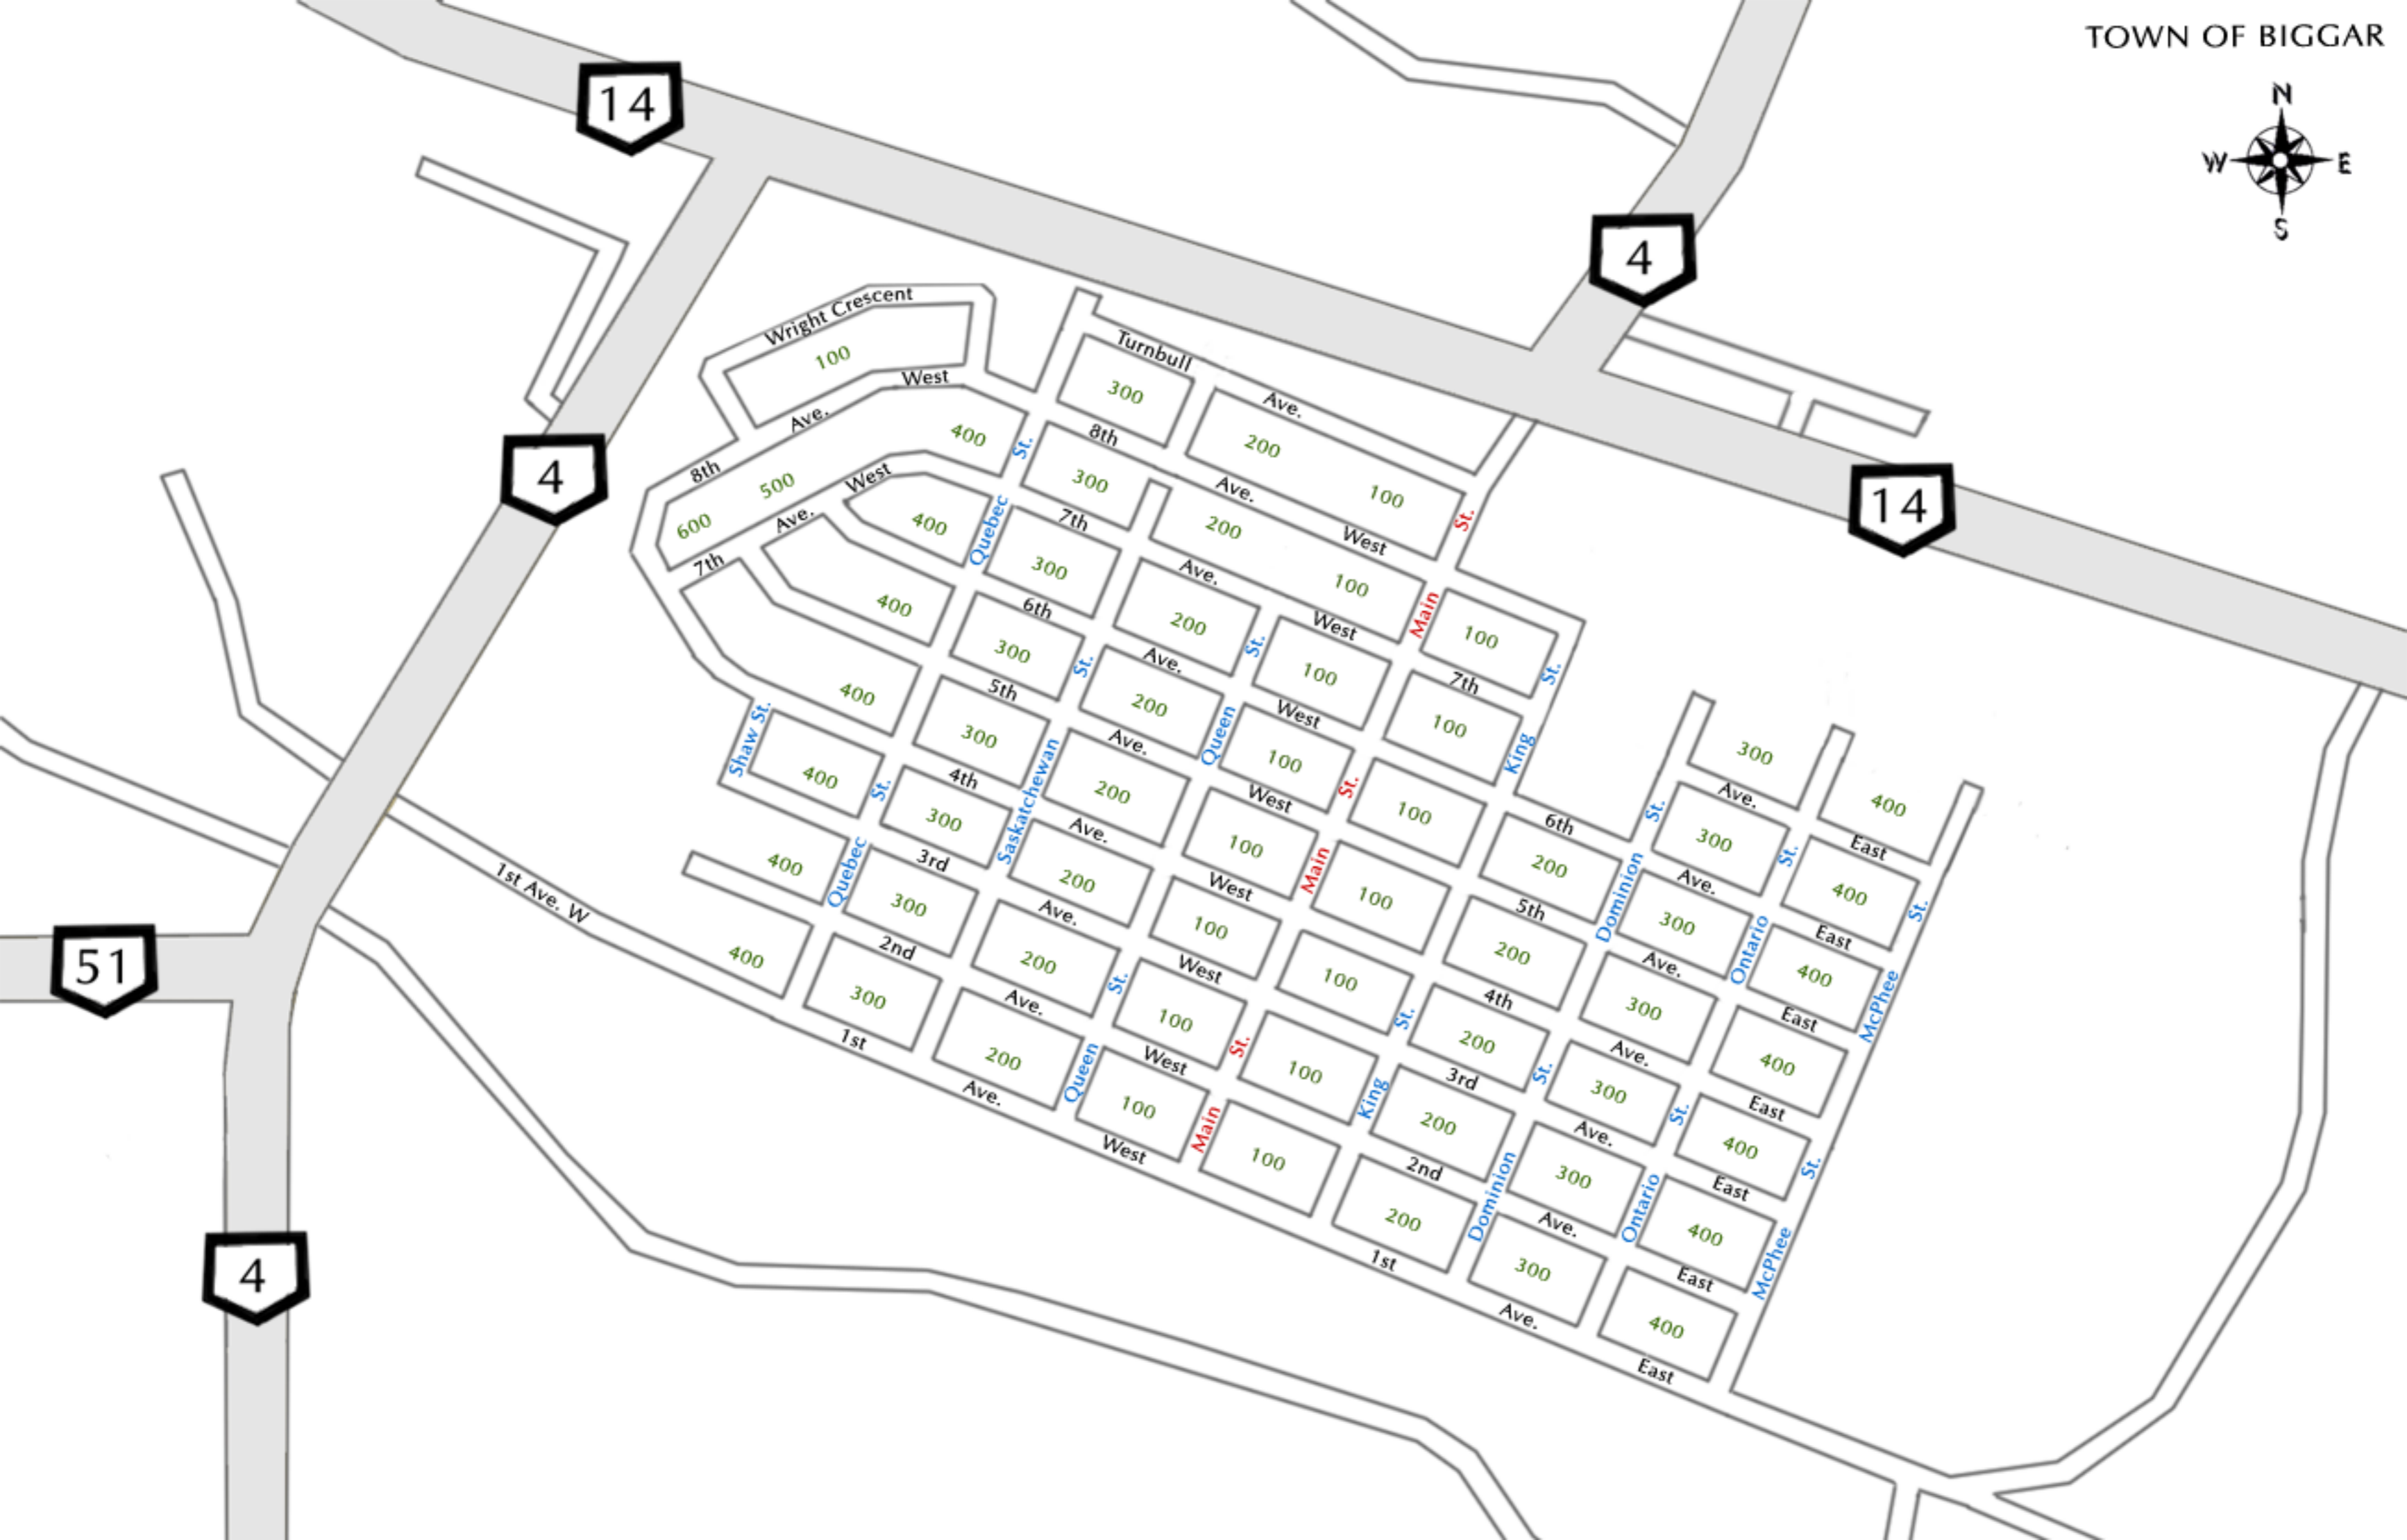 TOWN OF BIGGAR
N
W
E
S
14
4
4
14
51
4
Wright Crescent
100
8th Ave. West
400
500
600
7th Ave. West
400
400
400
Turnbull Ave.
300
200
100
8th Ave. West
300
200
100
100
7th Ave. West
7th
300
200
100
100
6th Ave. West
6th Ave. East
300
400
300
200
100
100
200
300
400
5th Ave. West
5th Ave. East
300
200
100
100
200
300
400
4th Ave. West
4th Ave. East
400
300
200
100
100
200
300
400
3rd Ave. West
3rd Ave. East
400
300
200
100
100
200
300
400
2nd Ave. West
2nd Ave. East
400
300
200
100
100
200
300
400
1st Ave. W
1st Ave. West
1st Ave. East
Shaw St.
Quebec St.
Quebec St.
Saskatchewan St.
Queen St.
Queen St.
Main St.
Main St.
Main St.
King St.
King St.
Dominion St.
Dominion St.
Ontario St.
Ontario St.
McPhee St.
McPhee St.